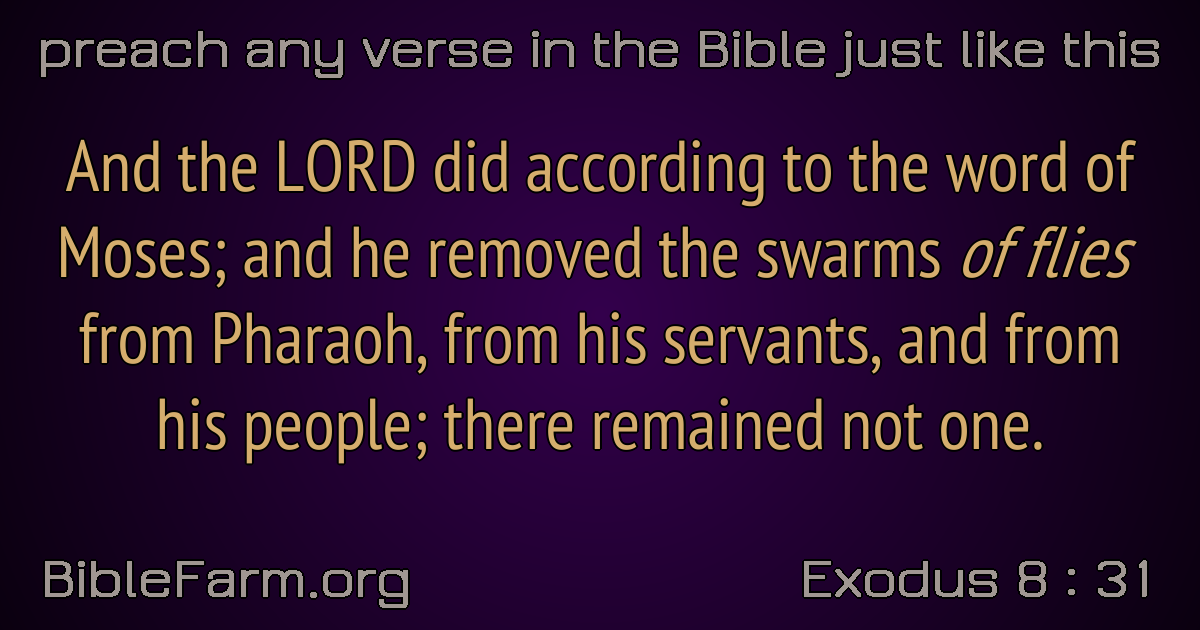 preach any verse in the Bible just like this
And the LORD did according to the word of
Moses; and he removed the swarms of flies
from Pharaoh, from his servants, and from
his people; there remained not one.
BibleFarm.org
Exodus 8 : 31